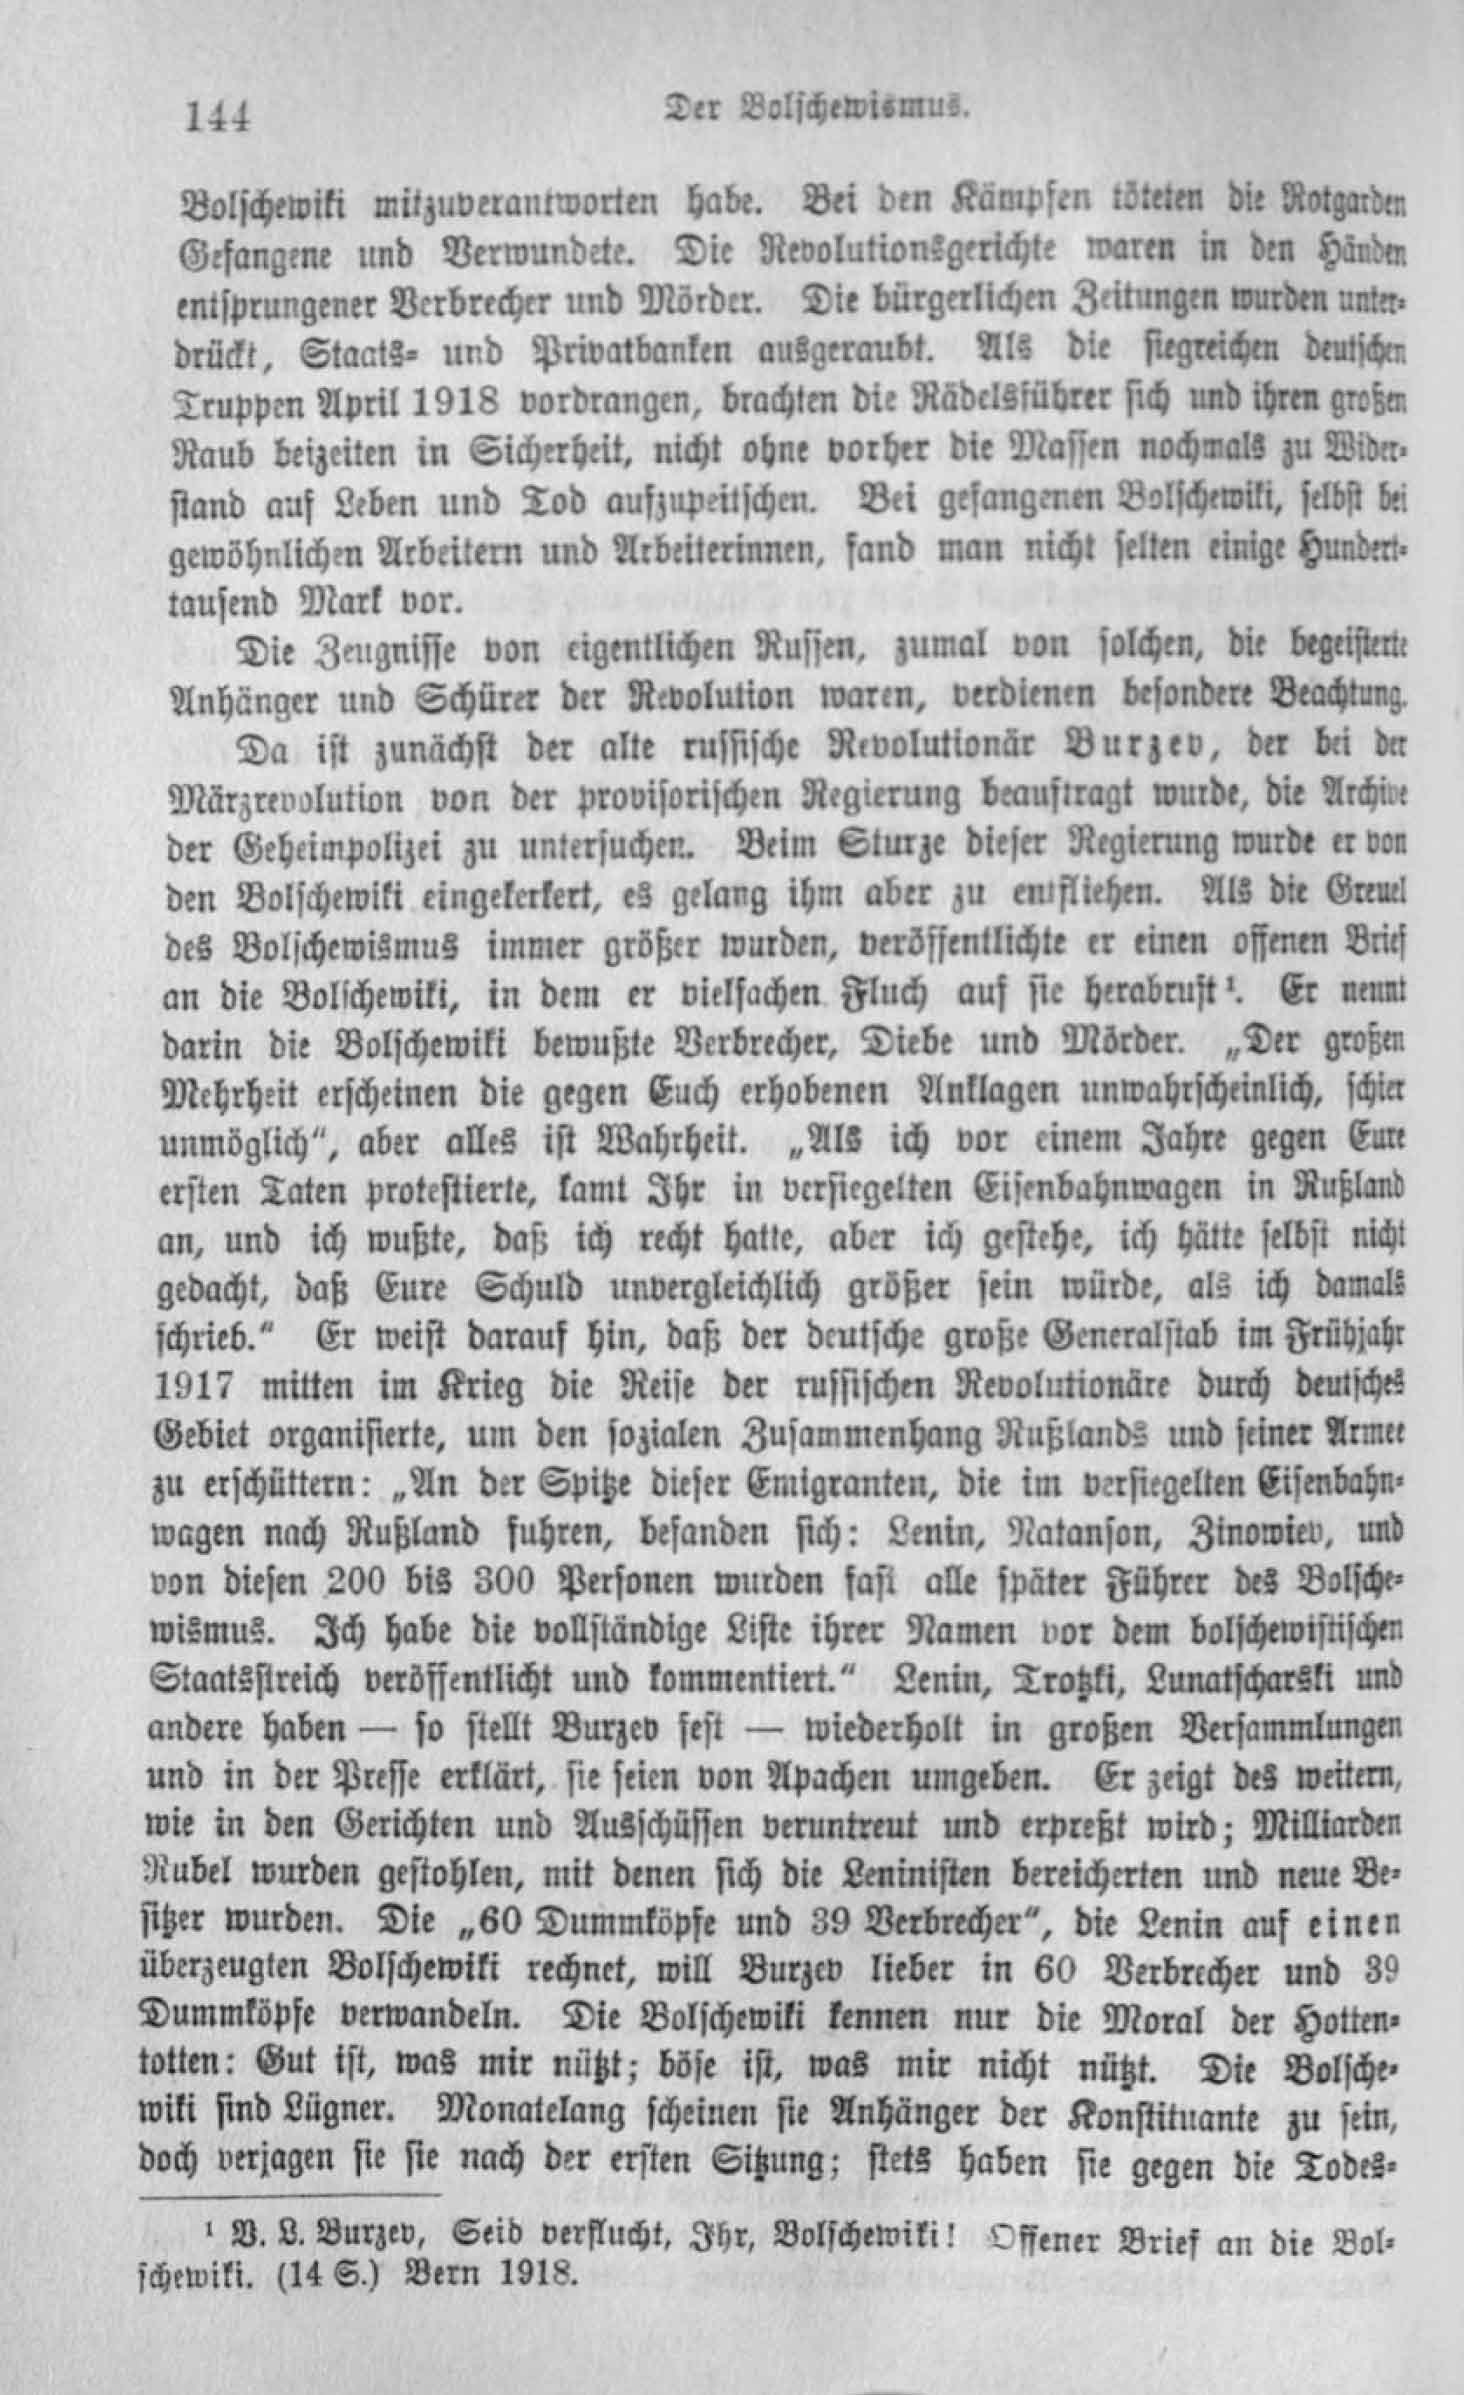 144
Der Bolschewismus.
Bolschewiki mitzuverantworten habe. Bei den Kämpfen töteten die Rotgarden
Gefangene und Verwundete. Die Revolutionsgerichte waren in den Händen
entsprungener Verbrecher und Mörder. Die bürgerlichen Zeitungen wurden unter-
drückt, Staats- und Privatbanken ausgeraubt. Als die siegreichen deutschen
Truppen April 1918 vordrangen, brachten die Rädelsführer sich und ihren großen
Raub beizeiten in Sicherheit, nicht ohne vorher die Massen nochmals zu Wider-
stand auf Leben und Tod aufzupeitschen. Bei gefangenen Bolschewiki, selbst bei
gewöhnlichen Arbeitern und Arbeiterinnen, fand man nicht selten einige Hundert-
tausend Mark vor.
Die Zeugnisse von eigentlichen Russen, zumal von solchen, die begeisterte
Anhänger und Schürer der Revolution waren, verdienen besondere Beachtung.
Da ist zunächst der alte russische Revolutionär Burzev, der bei der
Märzrevolution von der provisorischen Regierung beauftragt wurde, die Archive
der Geheimpolizei zu untersuchen. Beim Sturze dieser Regierung wurde er von
den Bolschewiki eingekerkert, es gelang ihm aber zu entfliehen. Als die Greuel
des Bolschewismus immer größer wurden, veröffentlichte er einen offenen Brief
an die Bolschewiki, in dem er vielfachen Fluch auf sie herabruft¹. Er nennt
darin die Bolschewiki bewußte Verbrecher, Diebe und Mörder. „Der großen
Mehrheit erscheinen die gegen Euch erhobenen Anklagen unwahrscheinlich, schier
unmöglich“, aber alles ist Wahrheit. „Als ich vor einem Jahre gegen Eure
ersten Taten protestierte, kamt Ihr in versiegelten Eisenbahnwagen in Rußland
an, und ich wußte, daß ich recht hatte, aber ich gestehe, ich hätte selbst nicht
gedacht, daß Eure Schuld unvergleichlich größer sein würde, als ich damals
schrieb.“ Er weist darauf hin, daß der deutsche große Generalstab im Frühjahr
1917 mitten im Krieg die Reise der russischen Revolutionäre durch deutsches
Gebiet organisierte, um den sozialen Zusammenhang Rußlands und seiner Armee
zu erschüttern: „An der Spitze dieser Emigranten, die im versiegelten Eisenbahn-
wagen nach Rußland fuhren, befanden sich: Lenin, Natanson, Zinowiev, und
von diesen 200 bis 300 Personen wurden fast alle später Führer des Bolsche-
wismus. Ich habe die vollständige Liste ihrer Namen vor dem bolschewistischen
Staatsstreich veröffentlicht und kommentiert.“ Lenin, Trotzki, Lunatscharski und
andere haben — so stellt Burzev fest — wiederholt in großen Versammlungen
und in der Presse erklärt, sie seien von Apachen umgeben. Er zeigt des weitern,
wie in den Gerichten und Ausschüssen veruntreut und erpreßt wird; Milliarden
Rubel wurden gestohlen, mit denen sich die Leninisten bereicherten und neue Be-
sitzer wurden. Die „60 Dummköpfe und 39 Verbrecher“, die Lenin auf einen
überzeugten Bolschewiki rechnet, will Burzev lieber in 60 Verbrecher und 39
Dummköpfe verwandeln. Die Bolschewiki kennen nur die Moral der Hotten-
totten: Gut ist, was mir nützt; böse ist, was mir nicht nützt. Die Bolsche-
wiki sind Lügner. Monatelang scheinen sie Anhänger der Konstituante zu sein,
doch verjagen sie sie nach der ersten Sitzung; stets haben sie gegen die Todes-
¹ V. L. Burzev, Seid verflucht, Ihr, Bolschewiki! Offener Brief an die Bol-
schewiki. (14 S.) Bern 1918.